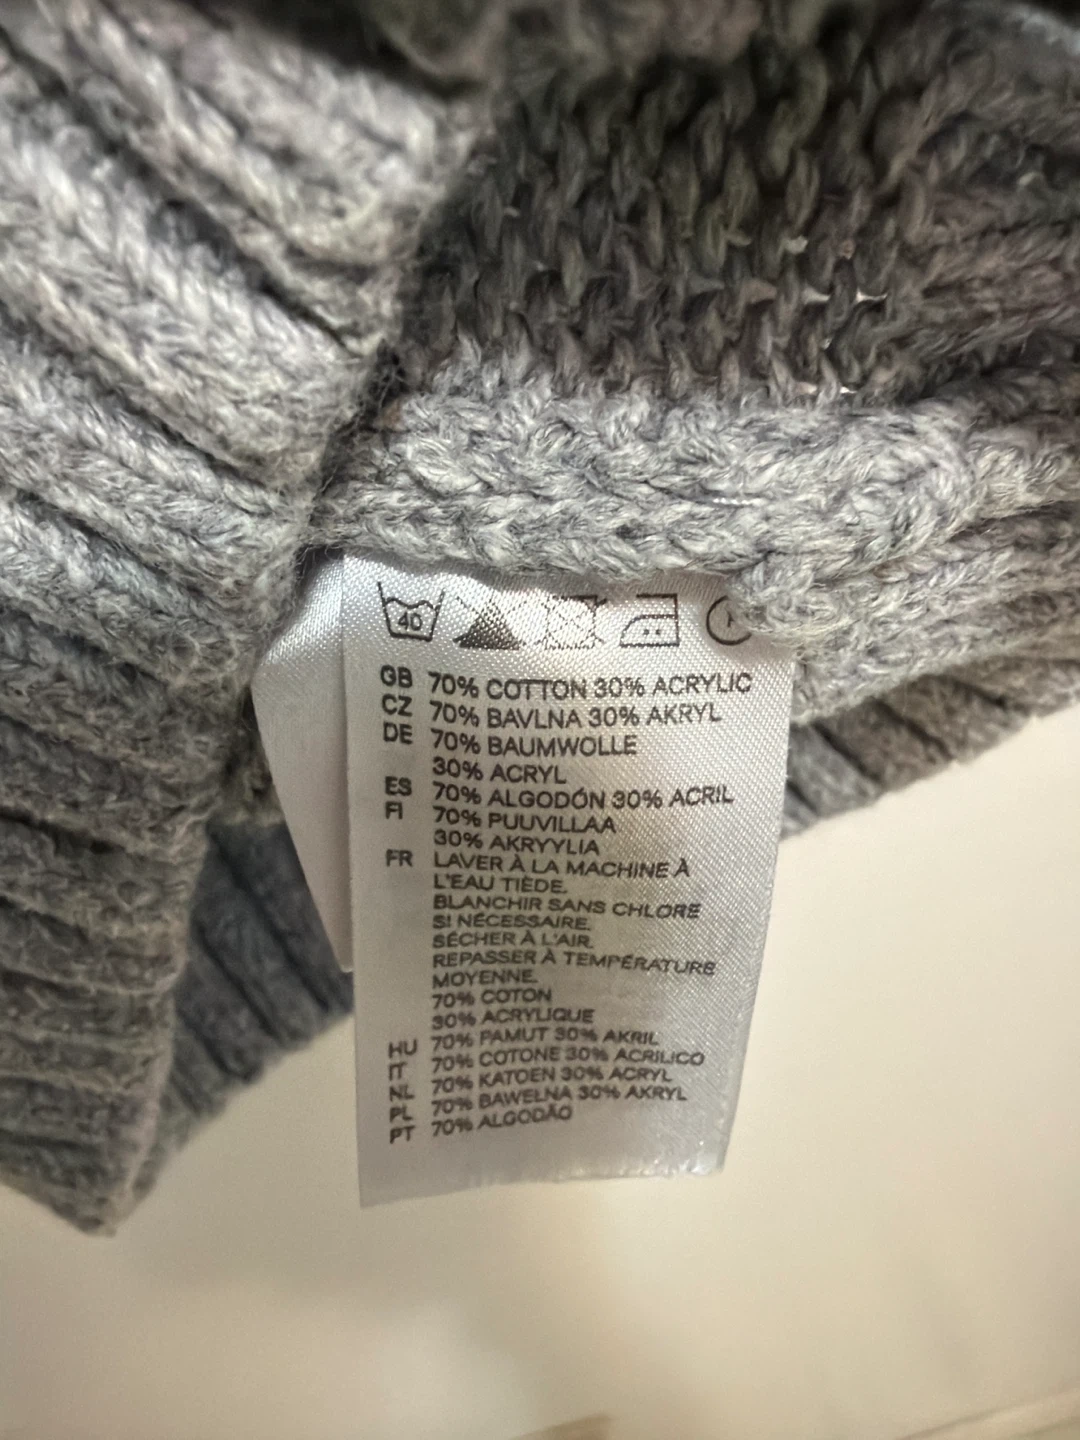 40
GB 70% COTTON 30% ACRYLIC
CZ 70% BAVLNA 30% AKRYL
DE 70% BAUMWOLLE
30% ACRYL
ES 70% ALGODÓN 30% ACRIL
FI 70% PUUVILLAA
30% AKRYYLIA
FR LAVER À LA MACHINE À
L'EAU TIÈDE.
BLANCHIR SANS CHLORE
SI NÉCESSAIRE.
SÉCHER À L'AIR.
REPASSER À TEMPÉRATURE
MOYENNE.
70% COTON
30% ACRYLIQUE
HU 70% PAMUT 30% AKRIL
IT 70% COTONE 30% ACRILICO
NL 70% KATOEN 30% ACRYL
PL 70% BAWEŁNA 30% AKRYL
PT 70% ALGODÃO